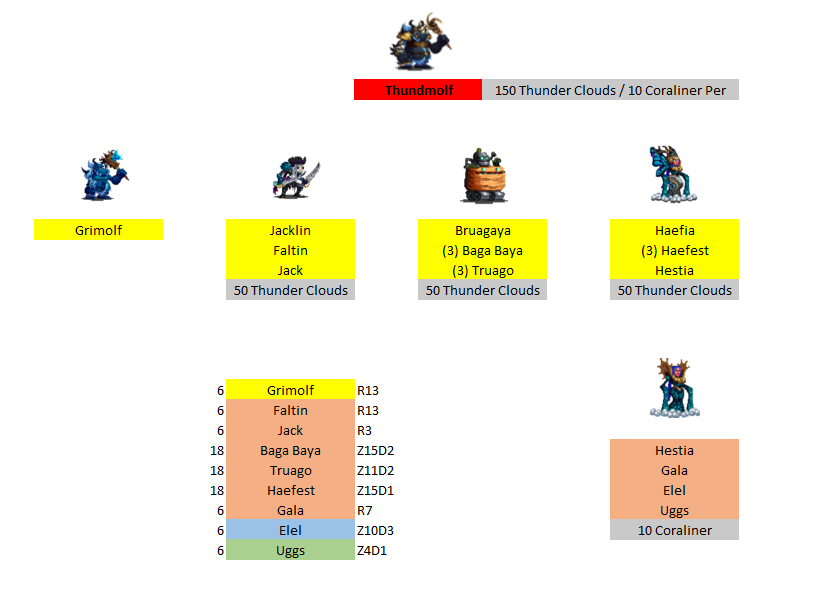 Thundmolf 150 Thunder Clouds / 10 Coraliner Per
Grimolf
Jacklin
Faltin
Jack
50 Thunder Clouds
Bruagaya
(3) Baga Baya
(3) Truago
50 Thunder Clouds
Haefia
(3) Haefest
Hestia
50 Thunder Clouds
6 Grimolf R13
6 Faltin R13
6 Jack R3
18 Baga Baya Z15D2
18 Truago Z11D2
18 Haefest Z15D1
6 Gala R7
6 Elel Z10D3
6 Uggs Z4D1
Hestia
Gala
Elel
Uggs
10 Coraliner